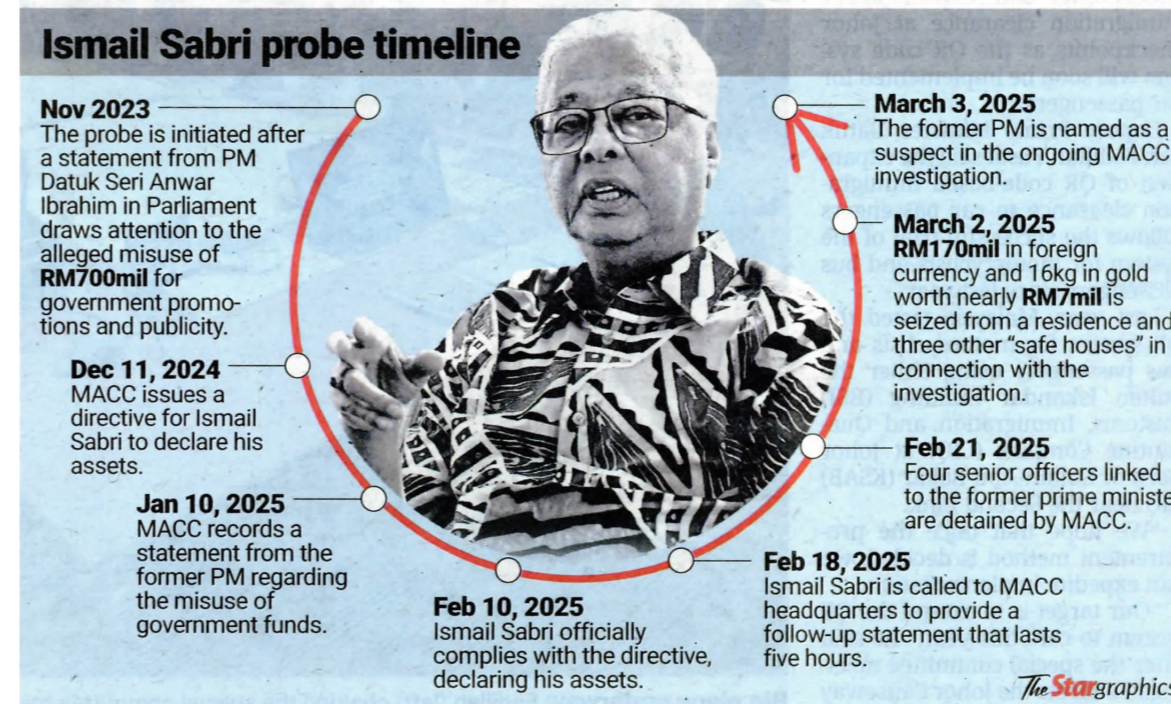 Ismail Sabri probe timeline
Nov 2023
The probe is initiated after
a statement from PM
Datuk Seri Anwar
Ibrahim in Parliament
draws attention to the
alleged misuse of
RM700mil for
government promo-
tions and publicity.
Dec 11, 2024
MACC issues a
directive for Ismail
Sabri to declare his
assets.
Jan 10, 2025
MACC records a
statement from the
former PM regarding
the misuse of
government funds.
Feb 10, 2025
Ismail Sabri officially
complies with the directive,
declaring his assets.
Feb 18, 2025
Ismail Sabri is called to MACC
headquarters to provide a
follow-up statement that lasts
five hours.
Feb 21, 2025
Four senior officers linked
to the former prime ministe
are detained by MACC.
March 2, 2025
RM170mil in foreign
currency and 16kg in gold
worth nearly RM7mil is
seized from a residence and
three other “safe houses” in
connection with the
investigation.
March 3, 2025
The former PM is named as a
suspect in the ongoing MACC
investigation.
TheStargraphics